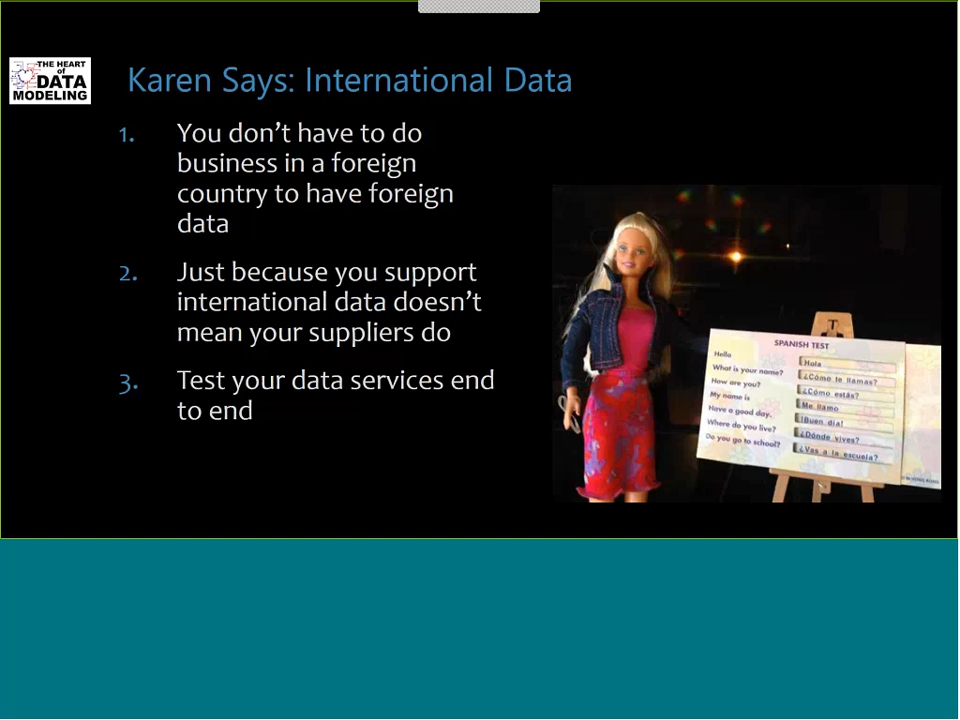 THE HEART
of
DATA
MODELING
Karen Says: International Data
1. You don’t have to do
business in a foreign
country to have foreign
data
2. Just because you support
international data doesn’t
mean your suppliers do
3. Test your data services end
to end
T
SPANISH TEST
Hello
Hola
What is your name?
¿Cómo te llamas?
How are you?
¿Cómo estás?
My name is
Me llamo
Have a good day.
¡Buen día!
Where do you live?
¿Dónde vives?
Do you go to school?
¿Vas a la escuela?